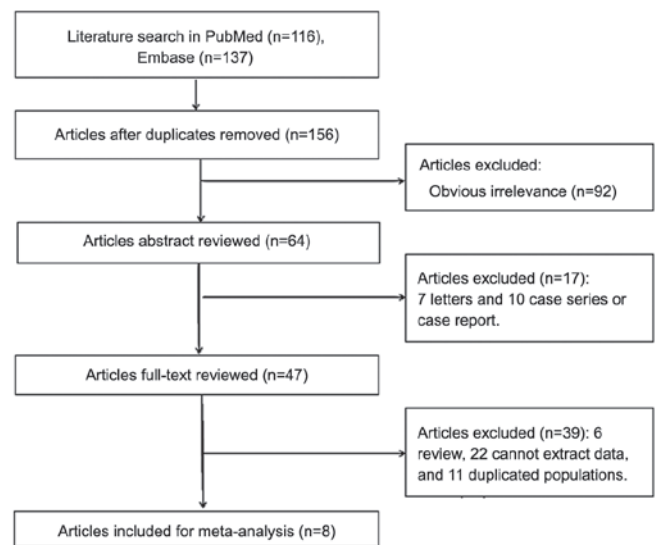 Literature search in PubMed (n=116),
Embase (n=137)
Articles after duplicates removed (n=156)
Articles excluded:
Obvious irrelevance (n=92)
Articles abstract reviewed (n=64)
Articles excluded (n=17):
7 letters and 10 case series or
case report.
Articles full-text reviewed (n=47)
Articles excluded (n=39): 6
review, 22 cannot extract data,
and 11 duplicated populations.
Articles included for meta-analysis (n=8)